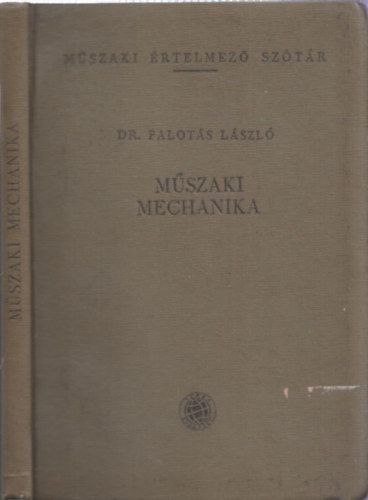 MŰSZAKI ÉRTELMEZŐ SZÓTÁR
DR. PALOTÁS LÁSZLÓ
MŰSZAKI
MECHANIKA
MŰSZAKI MECHANIKA